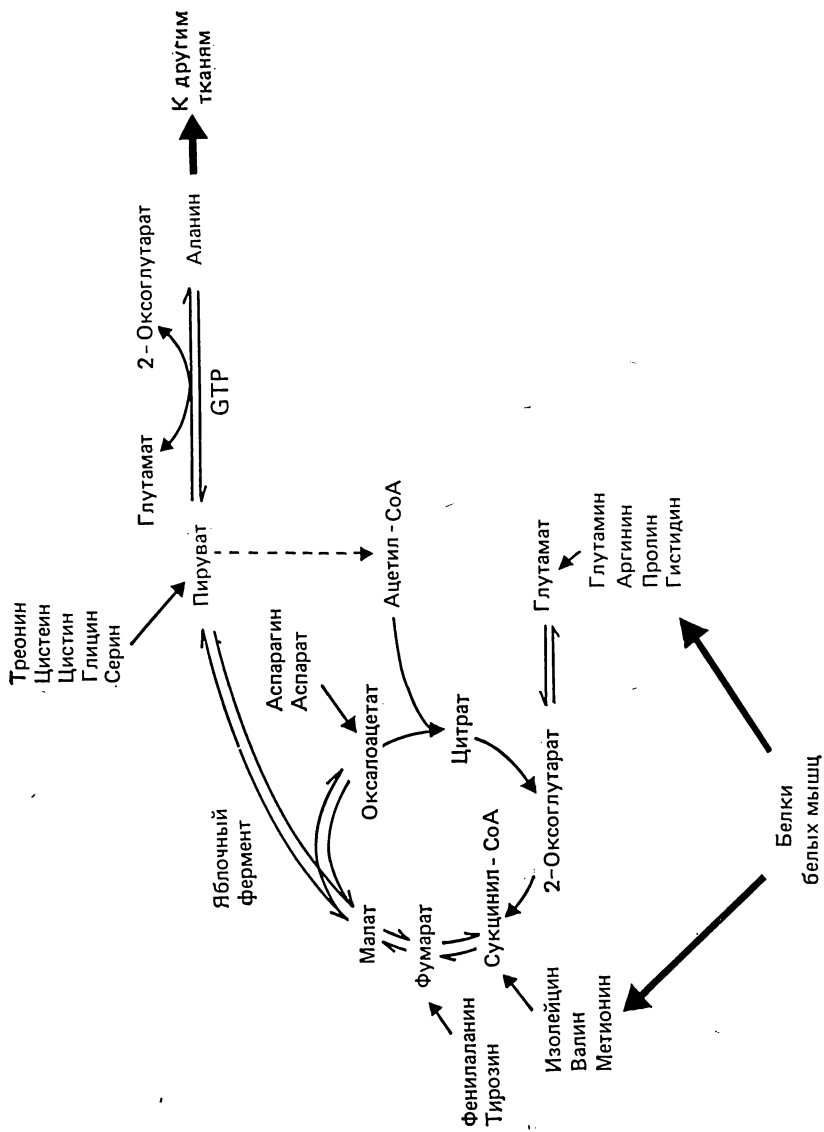 К другим
тканям
2-Оксоглутарат
Аланин
GTP
Глутамат
Пируват
Треонин
Цистеин
Цистин
Глицин
Серин
Ацетил-CoA
Аспарагин
Аспарат
Оксалоацетат
Цитрат
Глутамат
Глутамин
Аргинин
Пролин
Гистидин
2-Оксоглутарат
Яблочный
фермент
Малат
Фумарат
Сукцинил-CoA
Фенилаланин
Тирозин
Изолейцин
Валин
Метионин
Белки
белых мышц